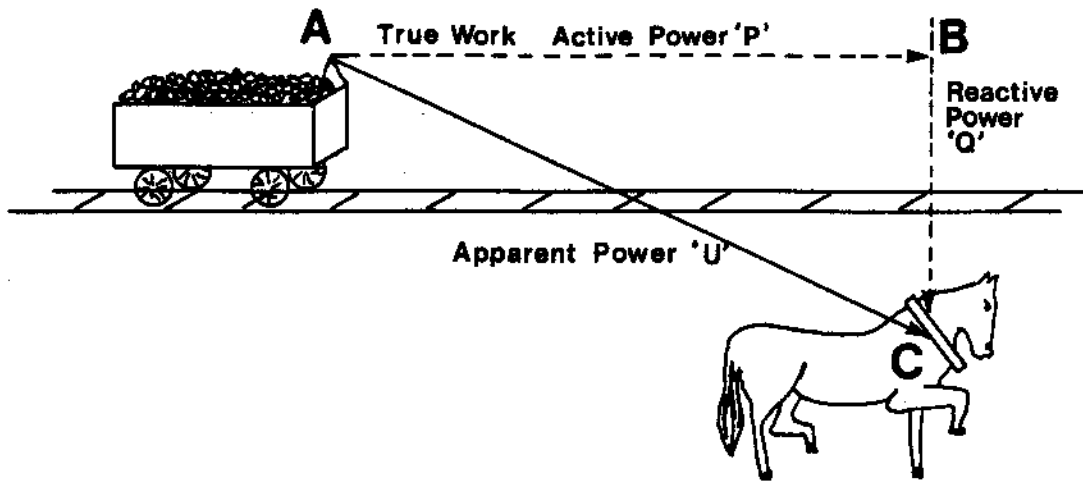 A
True Work Active Power 'P'
B
Reactive
Power
'Q'
Apparent Power 'U'
C